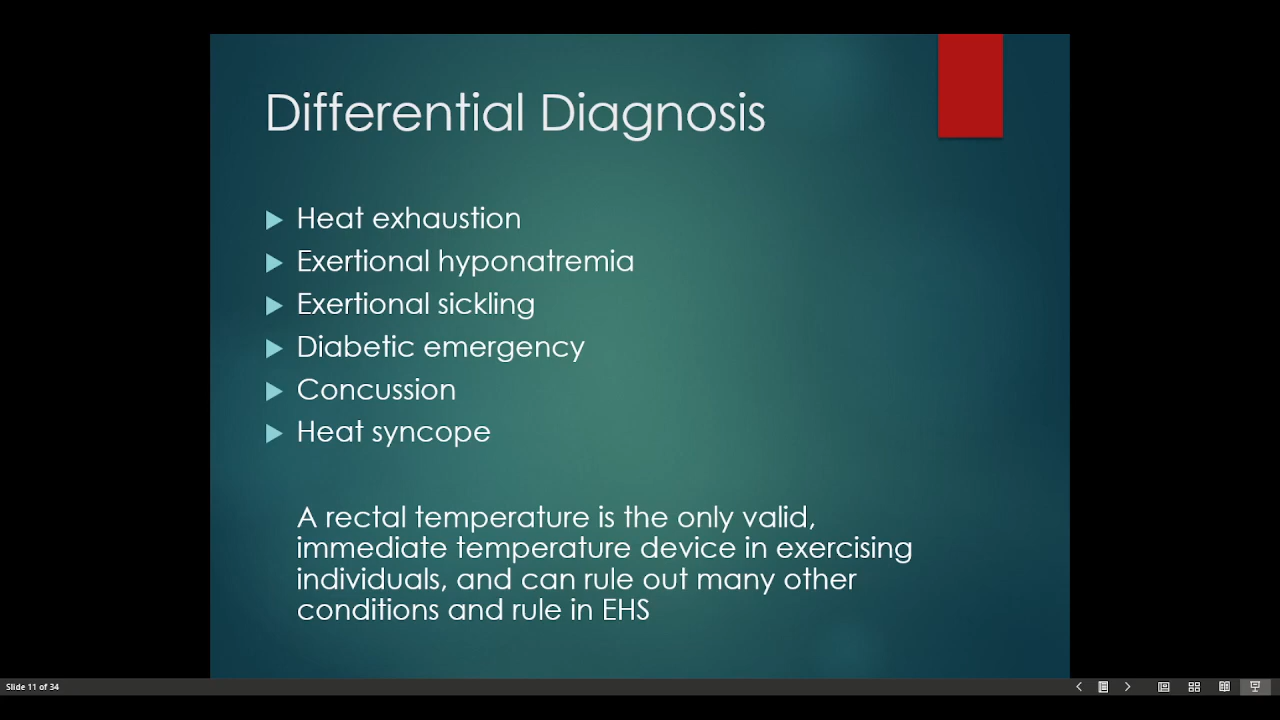 Differential Diagnosis
Heat exhaustion
Exertional hyponatremia
Exertional sickling
Diabetic emergency
Concussion
Heat syncope
A rectal temperature is the only valid,
immediate temperature device in exercising
individuals, and can rule out many other
conditions and rule in EHS
Slide 11 of 34